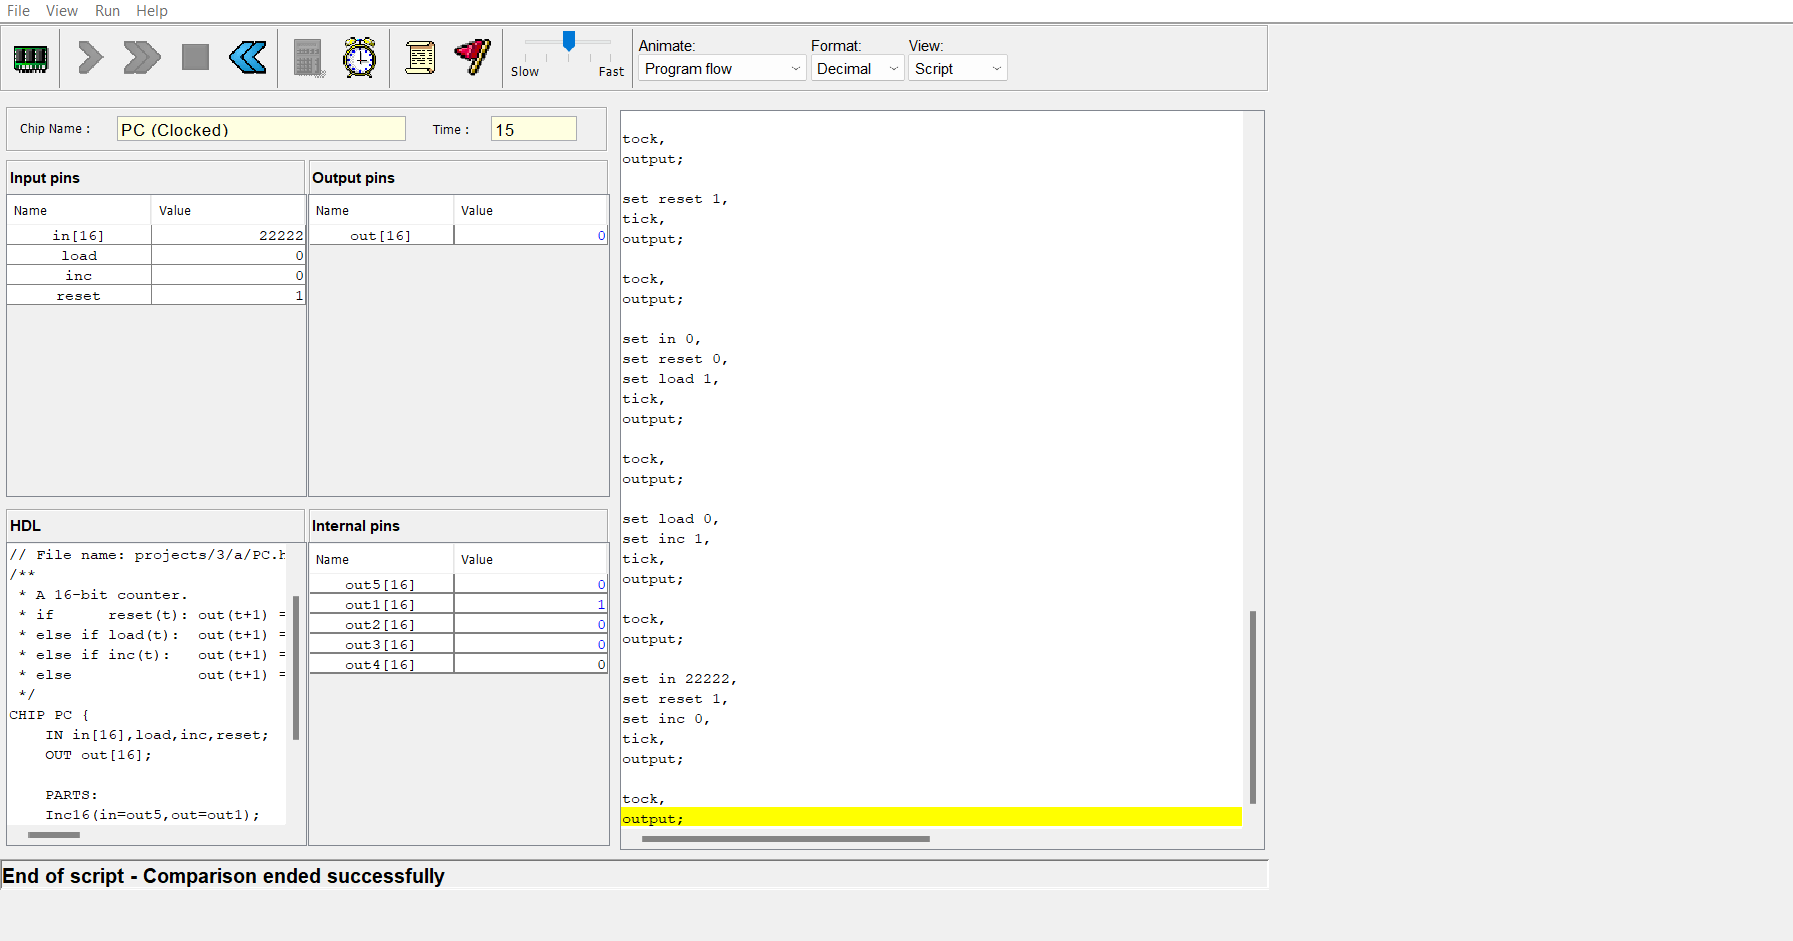 File View Run Help
Animate: Format: View:
Slow Fast Program flow Decimal Script
Chip Name : PC (Clocked) Time : 15
Input pins
Name Value
in[16] 22222
load 0
inc 0
reset 1
Output pins
Name Value
out[16] 0
HDL
// File name: projects/3/a/PC.h
/**
* A 16-bit counter.
* if reset(t): out(t+1) =
* else if load(t): out(t+1) =
* else if inc(t): out(t+1) =
* else out(t+1) =
*/
CHIP PC {
IN in[16],load,inc,reset;
OUT out[16];
PARTS:
Inc16(in=out5,out=out1);
Internal pins
Name Value
out5[16] 0
out1[16] 1
out2[16] 0
out3[16] 0
out4[16] 0
tock,
output;
set reset 1,
tick,
output;
tock,
output;
set in 0,
set reset 0,
set load 1,
tick,
output;
tock,
output;
set load 0,
set inc 1,
tick,
output;
tock,
output;
set in 22222,
set reset 1,
set inc 0,
tick,
output;
tock,
output;
End of script - Comparison ended successfully